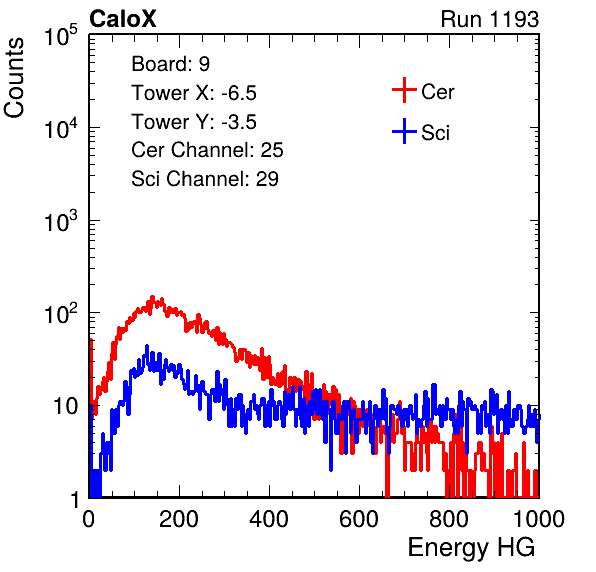 CaloX Run 1193
Counts
Board: 9
Tower X: -6.5
Tower Y: -3.5
Cer Channel: 25
Sci Channel: 29
Cer
Sci
10^5
10^4
10^3
10^2
10
1
0 200 400 600 800 1000
Energy HG